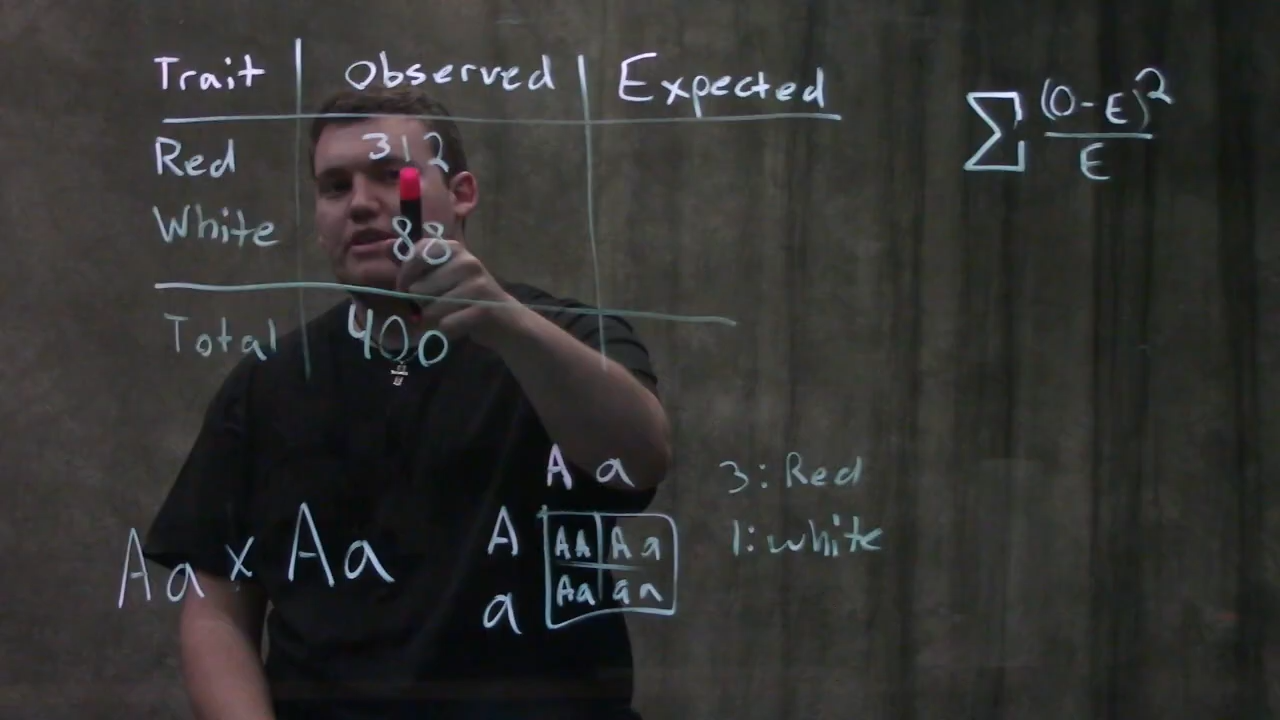 Trait Observed Expected
Red 312
White 88
Total 400
∑ (O-E)² / E
Aa x Aa
A a
A AA Aa
a Aa aa
3: Red
1: white